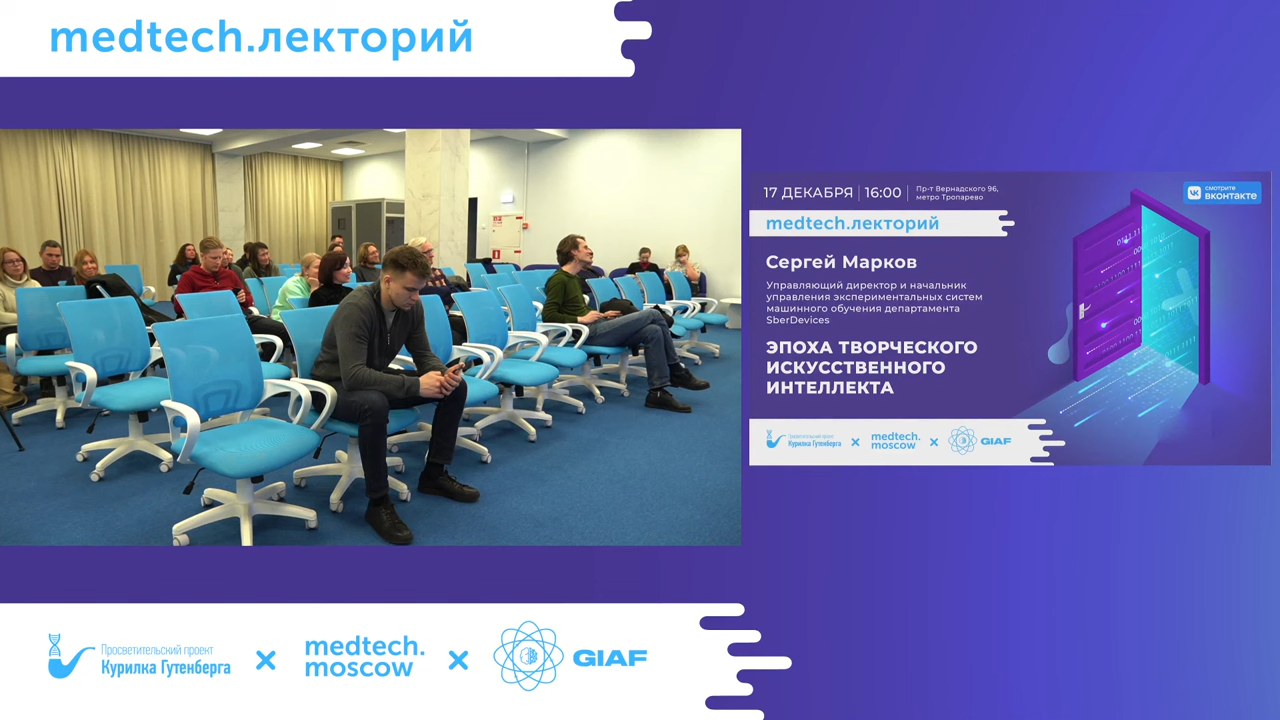 medtech.лекторий
17 ДЕКАБРЯ | 16:00 |
Пр-т Вернадского 96,
метро Тропарево
смотрите
вконтакте
medtech.лекторий
Сергей Марков
Управляющий директор и начальник
управления экспериментальных систем
машинного обучения департамента
SberDevices
ЭПОХА ТВОРЧЕСКОГО
ИСКУССТВЕННОГО
ИНТЕЛЛЕКТА
Просветительский проект
Курилка Гутенберга
×
medtech.
moscow
×
GIAF
Просветительский проект
Курилка Гутенберга
×
medtech.
moscow
×
GIAF